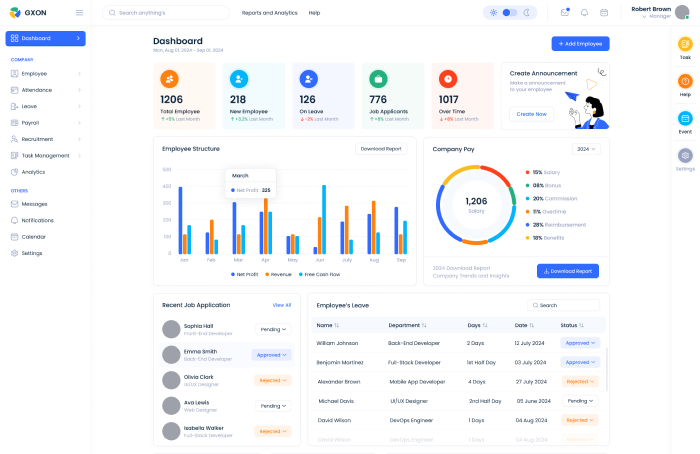 GXON
Search anything's
Reports and Analytics
Help
Robert Brown
Manager
Dashboard
COMPANY
Employee
Attendance
Leave
Payroll
Recruitment
Task Management
Analytics
OTHERS
Messages
Notifications
Calendar
Settings
Dashboard
Mon, Aug 01, 2024 - Sep 01, 2024
+ Add Employee
1206
Total Employee
↑ +5% Last Month
218
New Employee
↑ +3.2% Last Month
126
On Leave
↓ -2% Last Month
776
Job Applicants
↑ +8% Last Month
1017
Over Time
↓ +8% Last Month
Create Announcement
Make a announcement
to your employee
Create Now
Task
Help
Event
Settings
Employee Structure
Download Report
500
400
300
200
100
0
March
Net Profit 325
Jan Feb Mar Apr May Jun Jul Aug Sep
Net Profit
Revenue
Free Cash Flow
Company Pay
2024
1,206
Salary
15% Salary
08% Bonus
20% Commission
11% Overtime
28% Reimbursement
18% Benefits
2024 Download Report
Company Trends and Insights
Download Report
Recent Job Application
View All
Sophia Hall
Front-End Developer
Pending
Emma Smith
Back-End Developer
Approved
Olivia Clark
UI/UX Designer
Rejected
Ava Lewis
Web Designer
Pending
Isabella Walker
Full-Stack Developer
Rejected
Employee's Leave
Search
Name Department Days Date Status
William Johnson Back-End Developer 2 Days 12 July 2024 Approved
Benjamin Martinez Full-Stack Developer 1st Half Day 03 July 2024 Approved
Alexander Brown Mobile App Developer 4 Days 27 July 2024 Rejected
Michael Davis UI/UX Designer 2nd Half Day 05 June 2024 Pending
David Wilson DevOps Engineer 1 Days 04 Aug 2024 Rejected
David Wilson DevOps Engineer 1 Days 04 Aug 2024